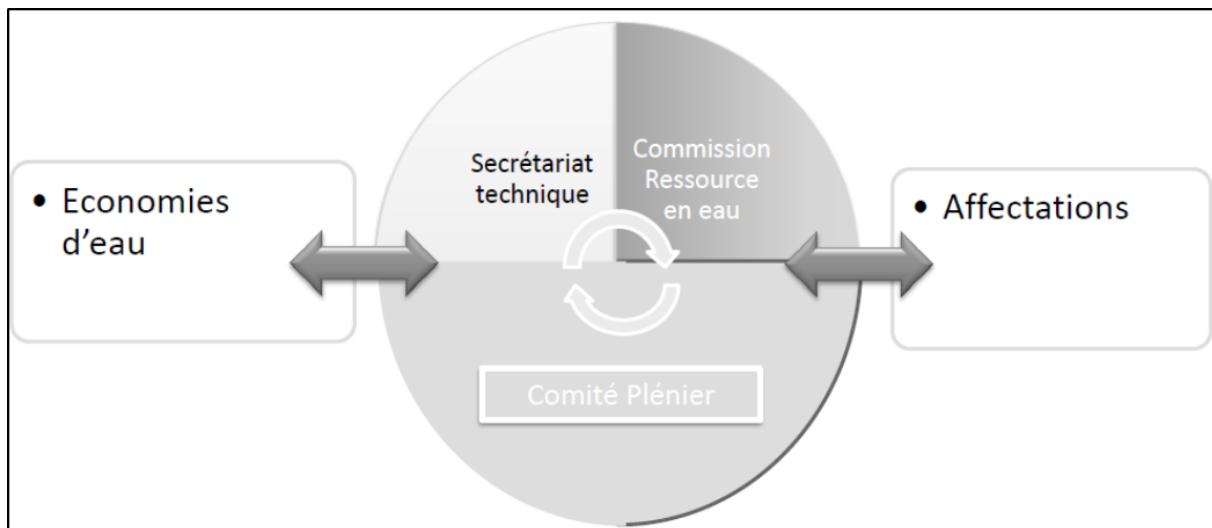 • Economies
d’eau
Secrétariat
technique
Commission
Ressource
en eau
• Affectations
Comité Plénier